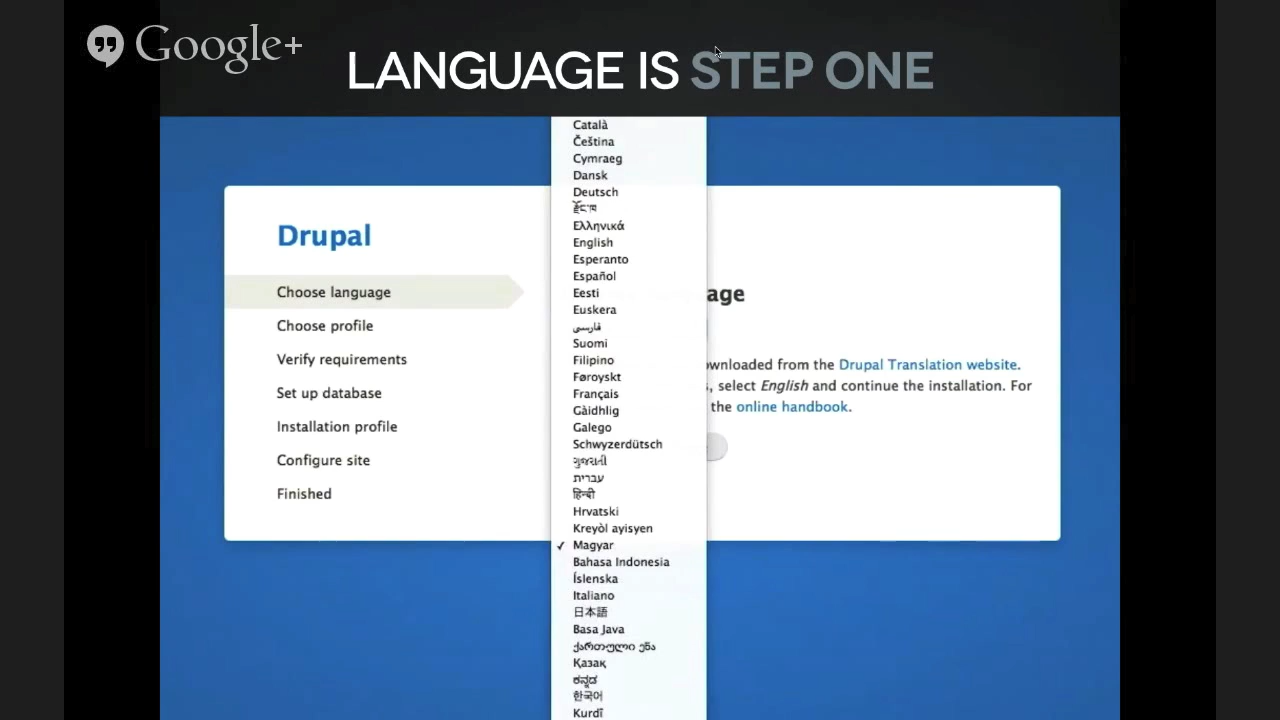 Google+
LANGUAGE IS STEP ONE
Drupal
Choose language
Choose profile
Verify requirements
Set up database
Installation profile
Configure site
Finished
Català
Čeština
Cymraeg
Dansk
Deutsch
རྫོང་ཁ
Ελληνικά
English
Esperanto
Español
Eesti
Euskera
فارسی
Suomi
Filipino
Føroyskt
Français
Gàidhlig
Galego
Schwyzerdütsch
ગુજરાતી
עברית
हिन्दी
Hrvatski
Kreyòl ayisyen
✓ Magyar
Bahasa Indonesia
Íslenska
Italiano
日本語
Basa Java
ქართული ენა
Қазақ
ಕನ್ನಡ
한국어
Kurdî
age
ownloaded from the Drupal Translation website.
s, select English and continue the installation. For
the online handbook.